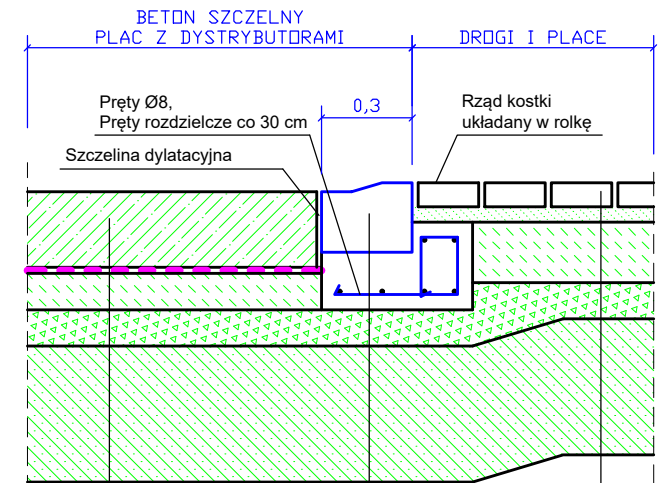 BETON SZCZELNY
PLAC Z DYSTRYBUTORAMI
DROGI I PLACE
Pręty Ø8,
Pręty rozdzielcze co 30 cm
0,3
Rząd kostki
układany w rolkę
Szczelina dylatacyjna